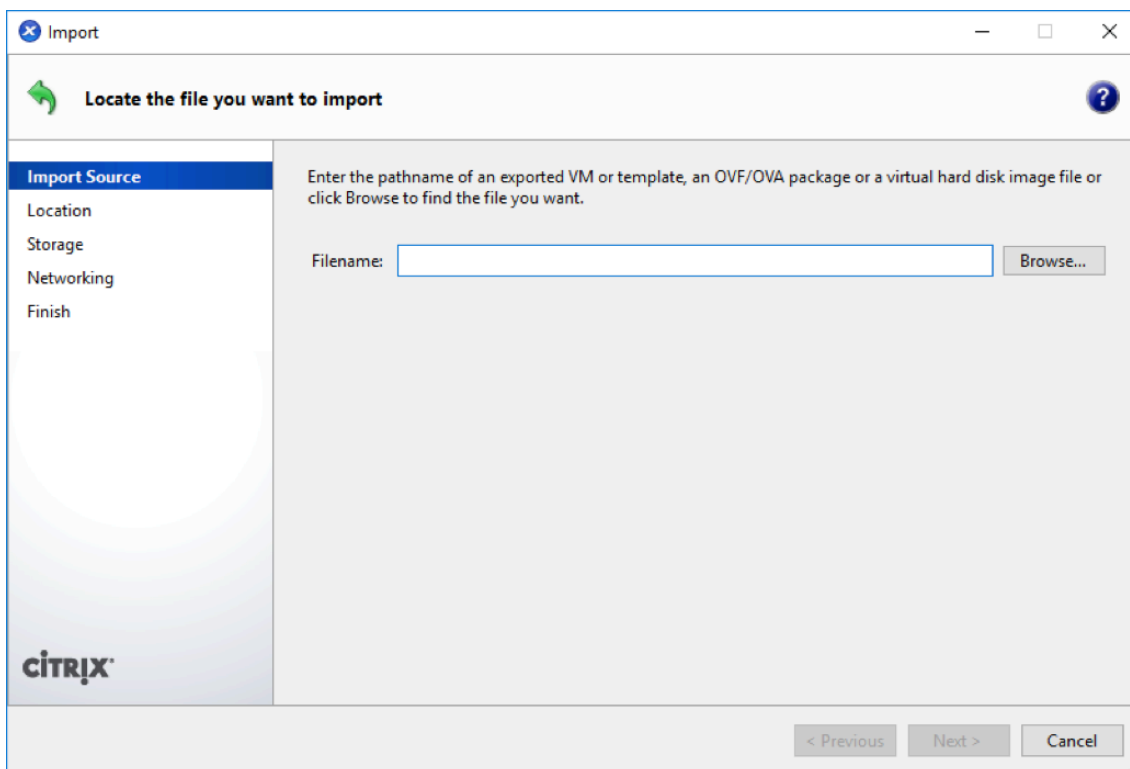 Import
Locate the file you want to import
?
Import Source
Location
Storage
Networking
Finish
Enter the pathname of an exported VM or template, an OVF/OVA package or a virtual hard disk image file or
click Browse to find the file you want.
Filename:
Browse...
CİTRIX
< Previous
Next >
Cancel